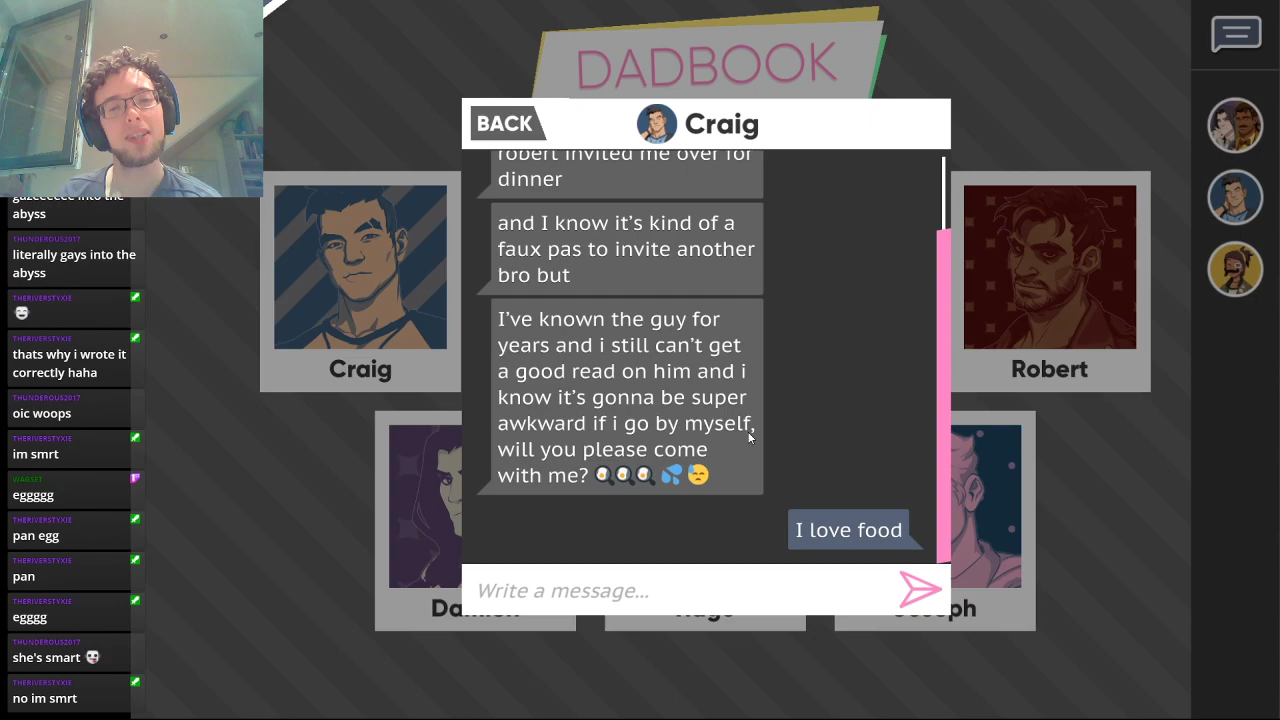 DADBOOK
BACK
Craig
robert invited me over for
dinner
and I know it's kind of a
faux pas to invite another
bro but
I've known the guy for
years and i still can't get
a good read on him and i
know it's gonna be super
awkward if i go by myself,
will you please come
with me? 🍳🍳🍳 💦 😓
I love food
Write a message...
Craig
Robert
abyss
THUNDEROUS2017
literally gays into the
abyss
THERIVERSTYXIE
THERIVERSTYXIE
thats why i wrote it
correctly haha
THUNDEROUS2017
oic woops
THERIVERSTYXIE
im smrt
eggggg
THERIVERSTYXIE
pan egg
THERIVERSTYXIE
pan
THERIVERSTYXIE
egggg
THUNDEROUS2017
she's smart
THERIVERSTYXIE
no im smrt